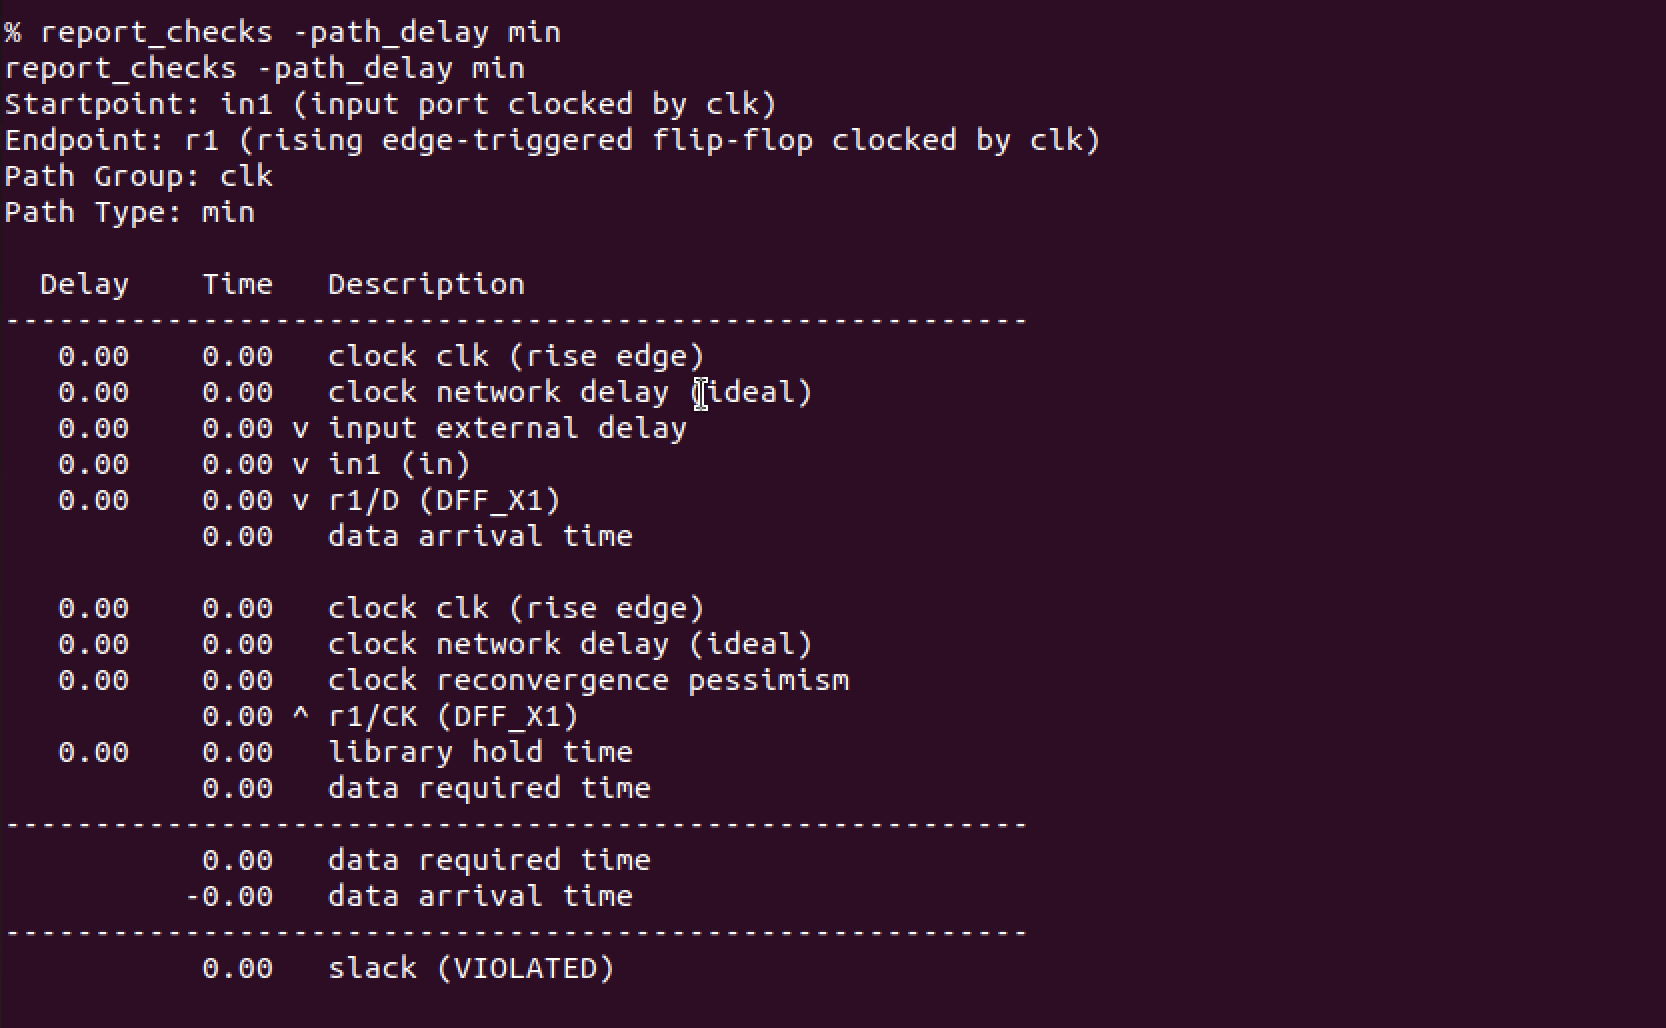 % report_checks -path_delay min
report_checks -path_delay min
Startpoint: in1 (input port clocked by clk)
Endpoint: r1 (rising edge-triggered flip-flop clocked by clk)
Path Group: clk
Path Type: min

  Delay    Time   Description
---------------------------------------------------------
   0.00    0.00   clock clk (rise edge)
   0.00    0.00   clock network delay (ideal)
   0.00    0.00 v input external delay
   0.00    0.00 v in1 (in)
   0.00    0.00 v r1/D (DFF_X1)
           0.00   data arrival time

   0.00    0.00   clock clk (rise edge)
   0.00    0.00   clock network delay (ideal)
   0.00    0.00   clock reconvergence pessimism
           0.00 ^ r1/CK (DFF_X1)
   0.00    0.00   library hold time
           0.00   data required time
---------------------------------------------------------
           0.00   data required time
          -0.00   data arrival time
---------------------------------------------------------
           0.00   slack (VIOLATED)